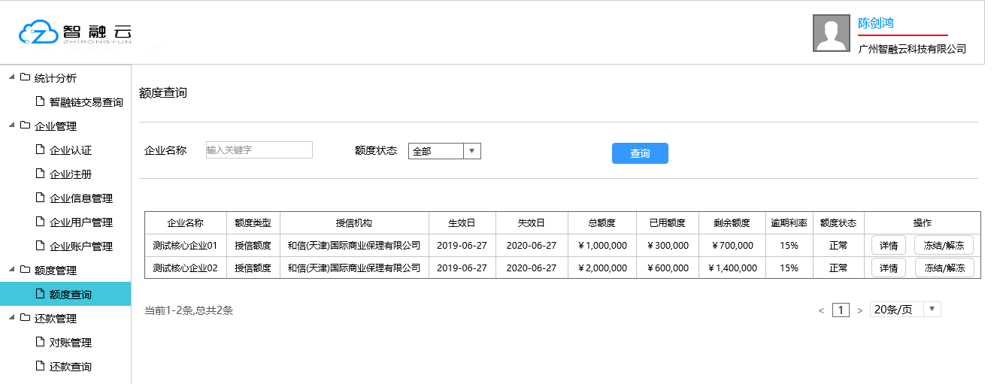 智融云
ZHIRONGYUN
陈剑鸿
广州智融云科技有限公司
统计分析
智融链交易查询
企业管理
企业认证
企业注册
企业信息管理
企业用户管理
企业账户管理
额度管理
额度查询
还款管理
对账管理
还款查询
额度查询
企业名称 输入关键字 额度状态 全部 查询
企业名称 额度类型 授信机构 生效日 失效日 总额度 已用额度 剩余额度 逾期利率 额度状态 操作
测试核心企业01 授信额度 和信(天津)国际商业保理有限公司 2019-06-27 2020-06-27 ¥1,000,000 ¥300,000 ¥700,000 15% 正常 详情 冻结/解冻
测试核心企业02 授信额度 和信(天津)国际商业保理有限公司 2019-06-27 2020-06-27 ¥2,000,000 ¥600,000 ¥1,400,000 15% 正常 详情 冻结/解冻
当前1-2条,总共2条 < 1 > 20条/页